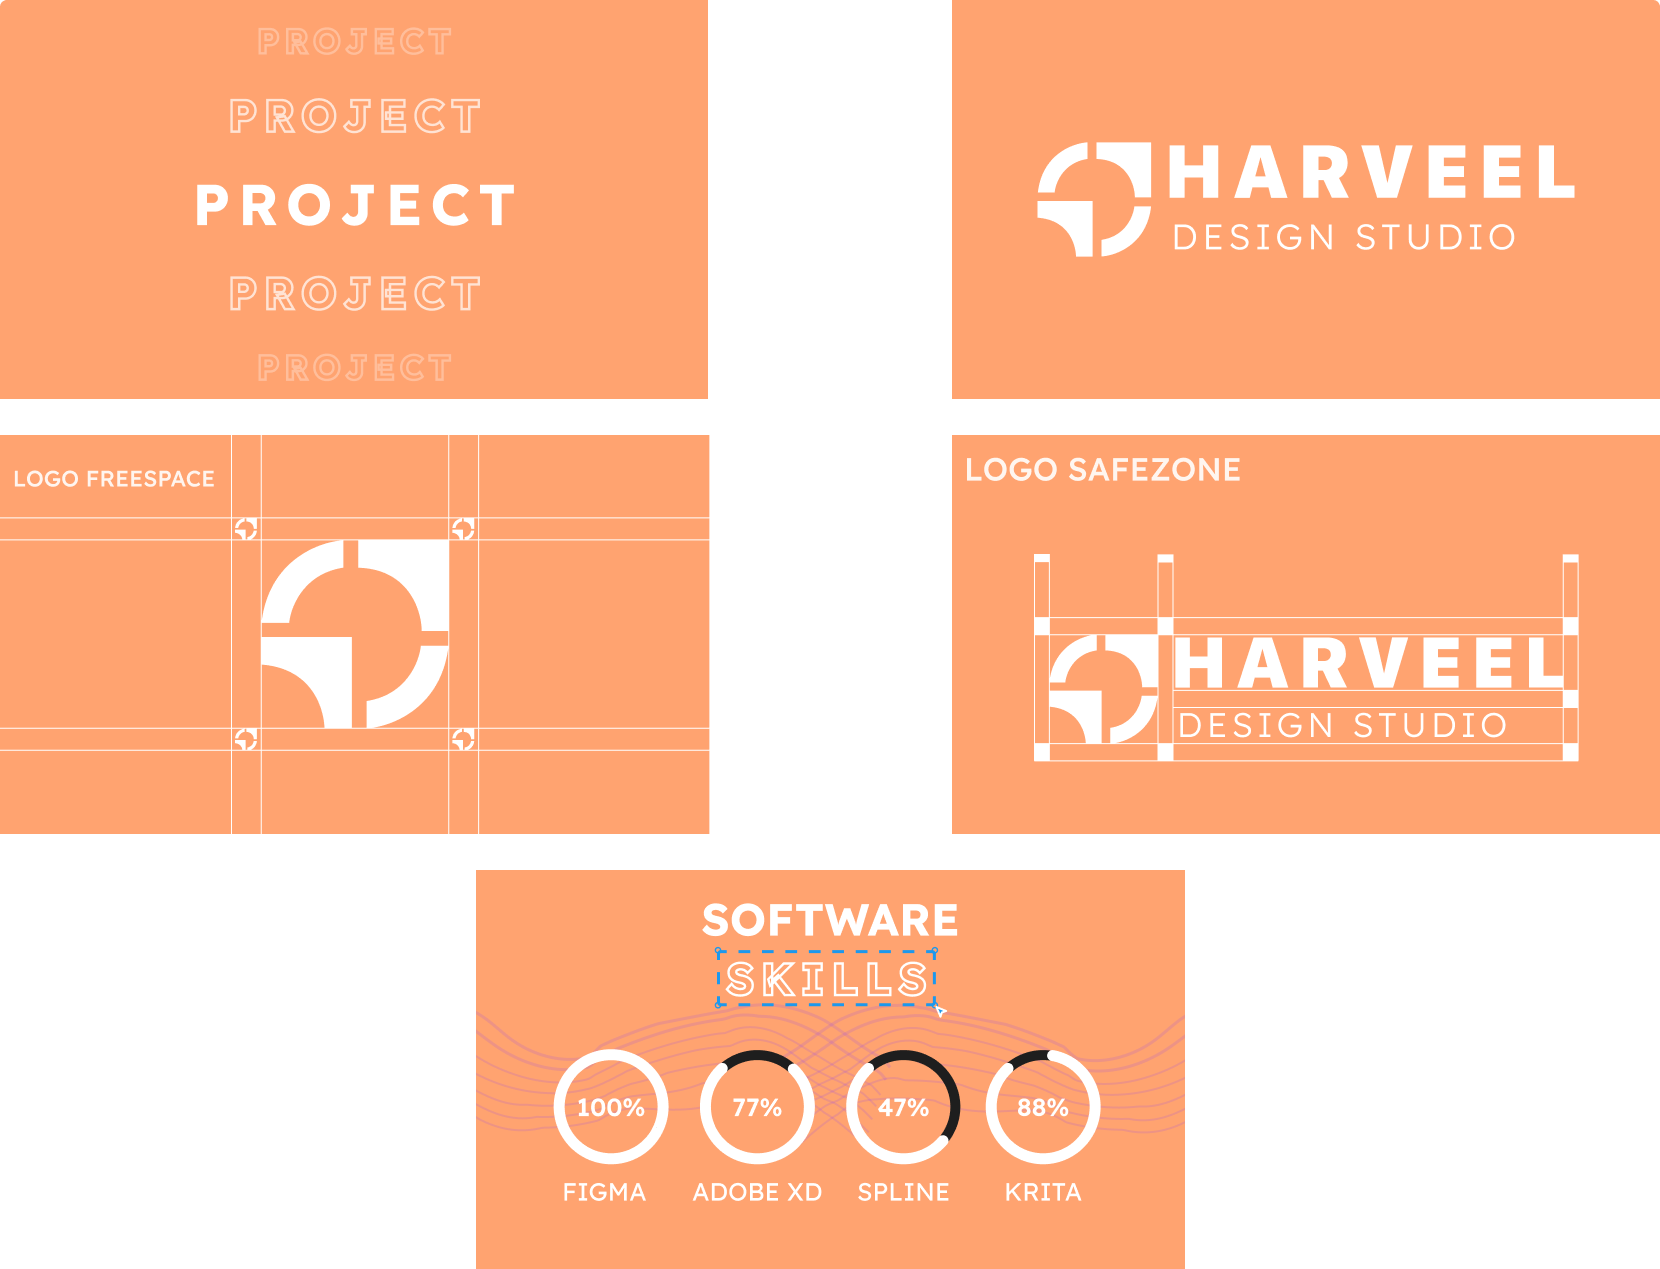 PROJECT
PROJECT
PROJECT
PROJECT
PROJECT
HARVEEL
DESIGN STUDIO
LOGO FREESPACE
LOGO SAFEZONE
HARVEEL
DESIGN STUDIO
SOFTWARE
SKILLS
100% 77% 47% 88%
FIGMA ADOBE XD SPLINE KRITA